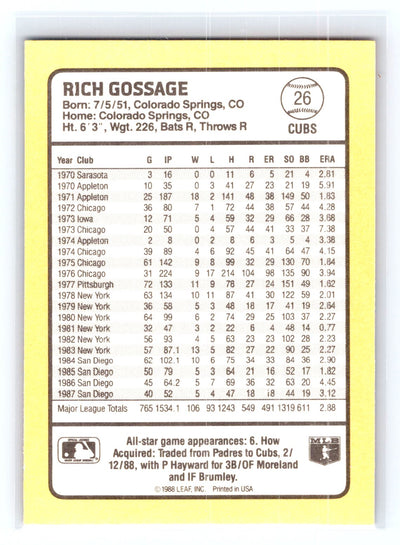 RICH GOSSAGE
Born: 7/5/51, Colorado Springs, CO
Home: Colorado Springs, CO
Ht. 6'3", Wgt. 226, Bats R, Throws R
26
CUBS
Year Club G IP W L H R ER SO BB ERA
1970 Sarasota 3 16 0 0 11 6 5 21 4 2.81
1970 Appleton 10 35 0 3 41 27 23 21 19 5.91
1971 Appleton 25 187 18 2 141 48 38 149 50 1.83
1972 Chicago 36 80 7 1 72 44 38 57 44 4.28
1973 Iowa 12 71 5 4 59 32 29 66 28 3.68
1973 Chicago 20 50 0 4 57 44 41 33 37 7.38
1974 Appleton 2 8 0 0 4 3 3 5 2 3.38
1974 Chicago 39 89 4 6 92 45 41 64 47 4.15
1975 Chicago 61 142 9 8 99 32 29 130 70 1.84
1976 Chicago 31 224 9 17 214 104 98 135 90 3.94
1977 Pittsburgh 72 133 11 9 78 27 24 151 49 1.62
1978 New York 63 134 10 11 87 41 30 122 59 2.01
1979 New York 36 58 5 3 48 18 17 41 19 2.64
1980 New York 64 99 6 2 74 29 25 103 37 2.27
1981 New York 32 47 3 2 22 6 4 48 14 0.77
1982 New York 56 93 4 5 63 23 23 102 28 2.23
1983 New York 57 87.1 13 5 82 27 22 90 25 2.27
1984 San Diego 62 102.1 10 6 75 34 33 84 36 2.90
1985 San Diego 50 79 5 3 64 21 16 52 17 1.82
1986 San Diego 45 64.2 5 7 69 36 32 63 20 4.45
1987 San Diego 40 52 5 4 47 18 18 44 19 3.12
Major League Totals 765 1534.1 106 93 1243 549 491 1319 611 2.88
All-star game appearances: 6. How
Acquired: Traded from Padres to Cubs, 2/
12/88, with P Hayward for 3B/OF Moreland
and IF Brumley.
MLB
© 1988 LEAF, INC. Printed in USA